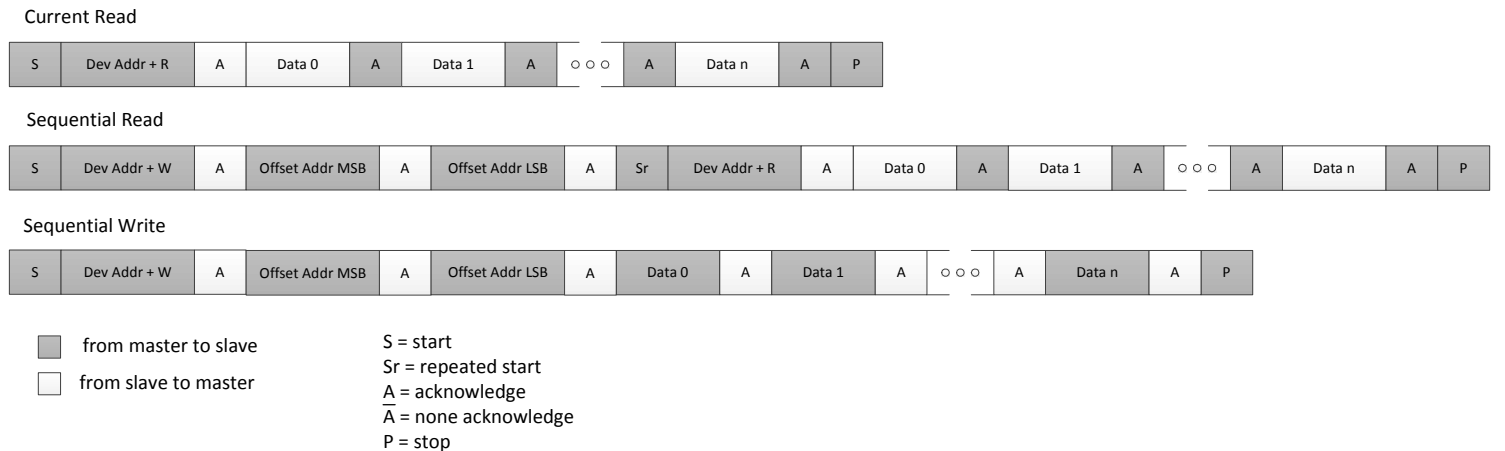 Current Read
S Dev Addr + R A Data 0 A Data 1 A ○ ○ ○ A Data n A P
Sequential Read
S Dev Addr + W A Offset Addr MSB A Offset Addr LSB A Sr Dev Addr + R A Data 0 A Data 1 A ○ ○ ○ A Data n A P
Sequential Write
S Dev Addr + W A Offset Addr MSB A Offset Addr LSB A Data 0 A Data 1 A ○ ○ ○ A Data n A P
from master to slave
from slave to master
S = start
Sr = repeated start
A = acknowledge
A̅ = none acknowledge
P = stop